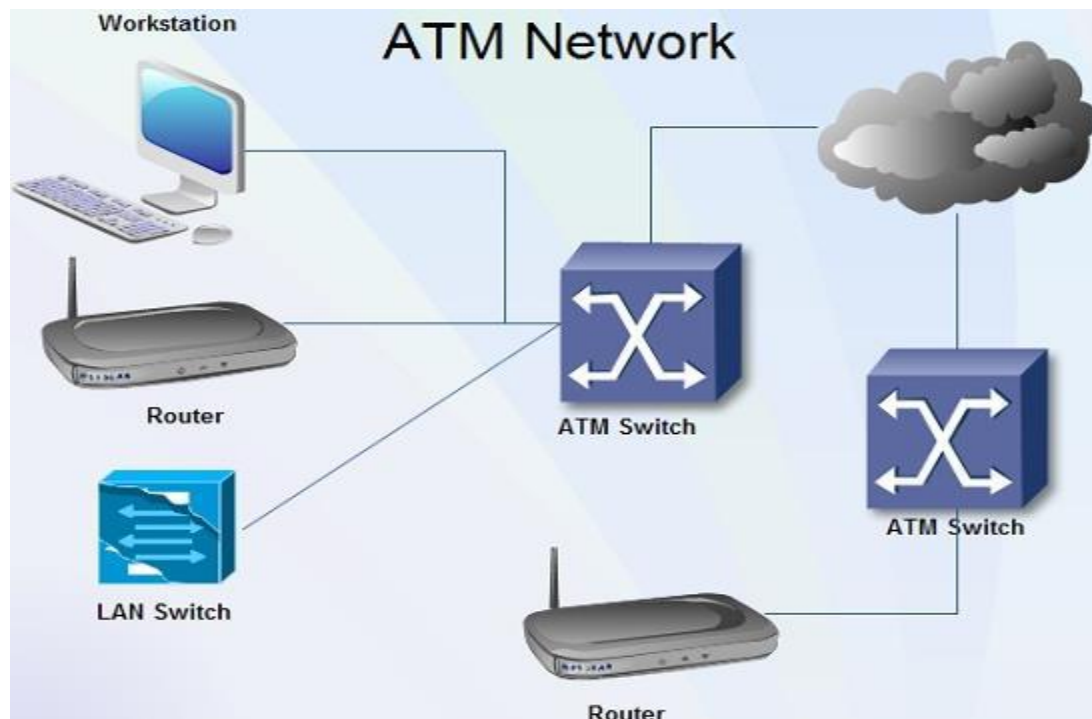 Workstation
ATM Network
Router
ATM Switch
LAN Switch
ATM Switch
Router